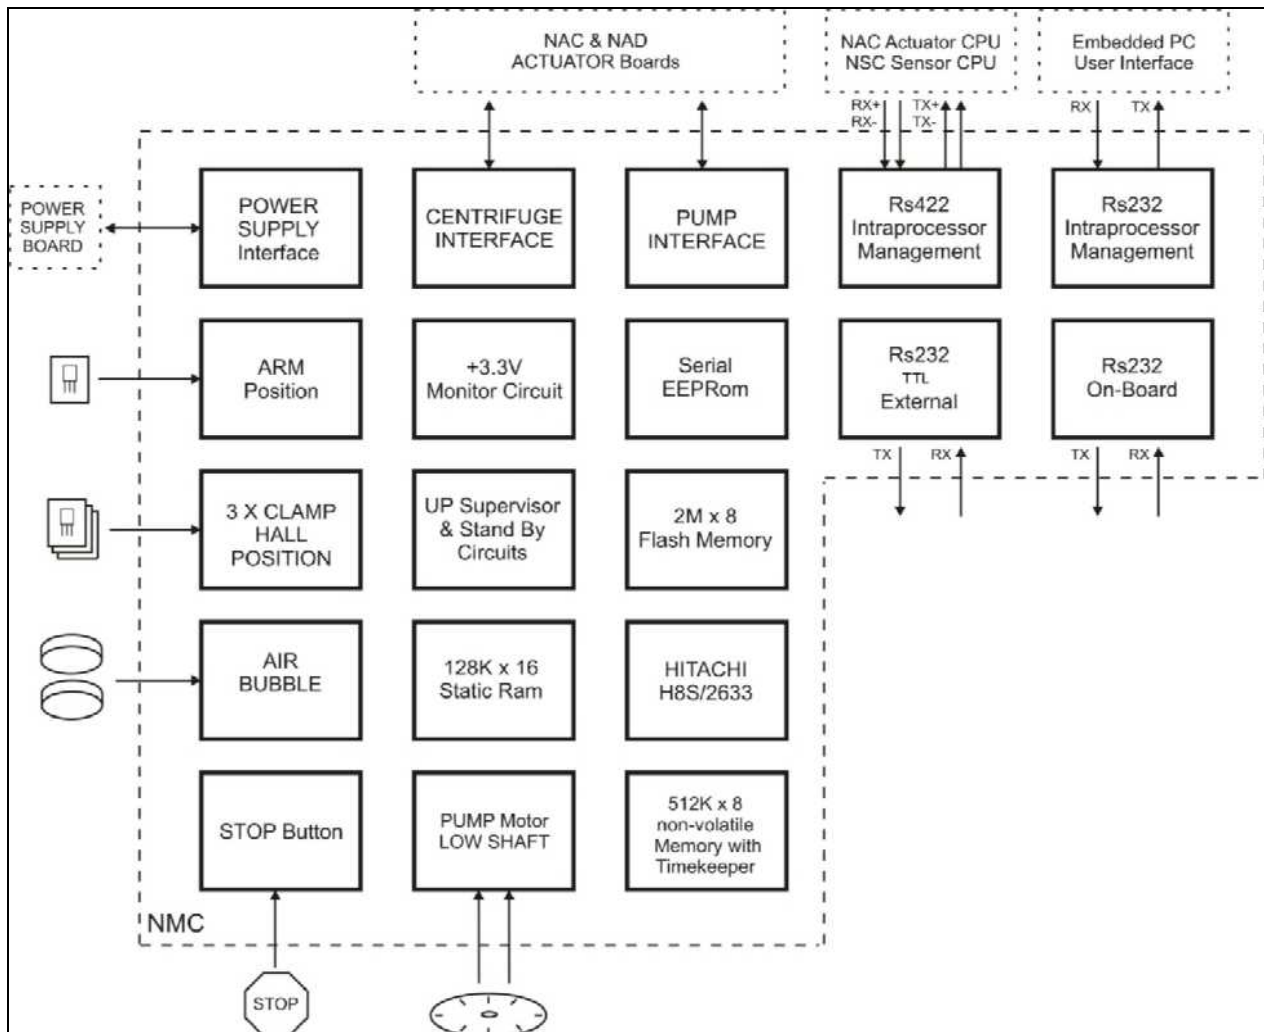 NAC & NAD
ACTUATOR Boards
NAC Actuator CPU
NSC Sensor CPU
Embedded PC
User Interface
RX+
RX-
TX+
TX-
RX
TX
POWER
SUPPLY
BOARD
POWER
SUPPLY
Interface
CENTRIFUGE
INTERFACE
PUMP
INTERFACE
Rs422
Intraprocessor
Management
Rs232
Intraprocessor
Management
ARM
Position
+3.3V
Monitor Circuit
Serial
EEPRom
Rs232
TTL
External
Rs232
On-Board
TX
RX
TX
RX
3 X CLAMP
HALL
POSITION
UP Supervisor
& Stand By
Circuits
2M x 8
Flash Memory
AIR
BUBBLE
128K x 16
Static Ram
HITACHI
H8S/2633
STOP Button
PUMP Motor
LOW SHAFT
512K x 8
non-volatile
Memory with
Timekeeper
NMC
STOP